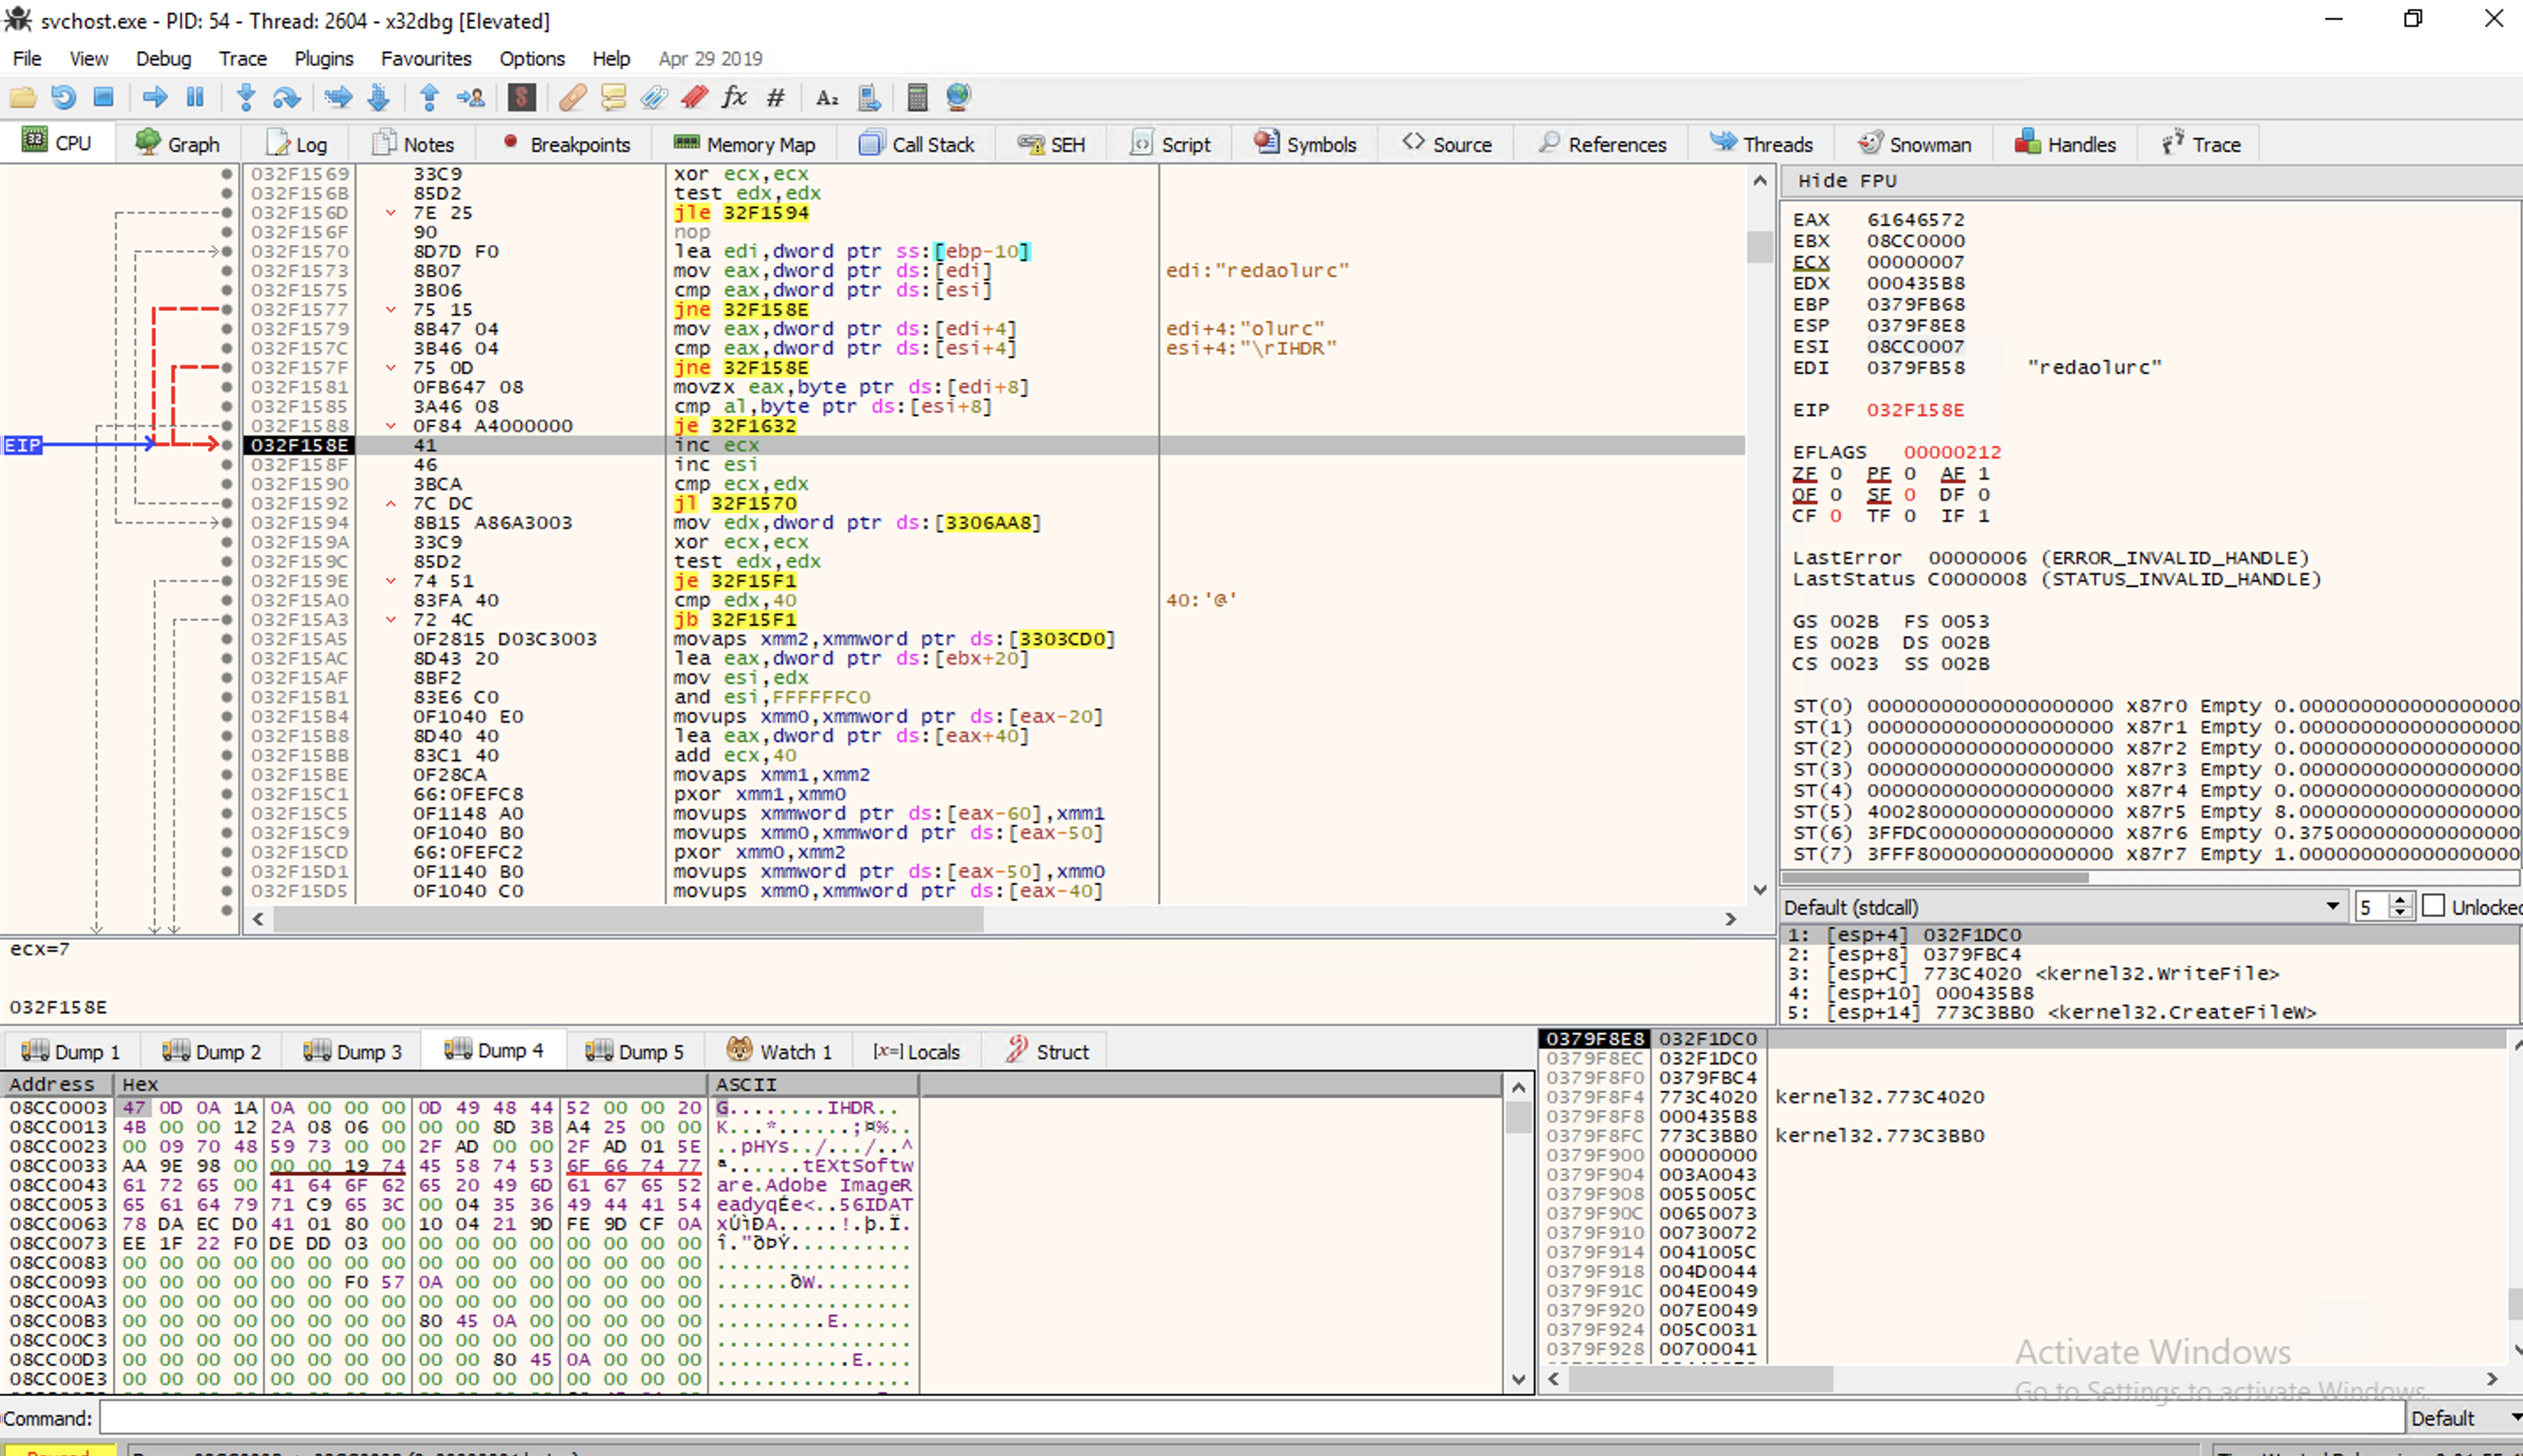 svchost.exe - PID: 54 - Thread: 2604 - x32dbg [Elevated]
File View Debug Trace Plugins Favourites Options Help Apr 29 2019
CPU Graph Log Notes Breakpoints Memory Map Call Stack SEH Script Symbols Source References Threads Snowman Handles Trace
032F1569 33C9 xor ecx,ecx
032F156B 85D2 test edx,edx
032F156D 7E 25 jle 32F1594
032F156F 90 nop
032F1570 8D7D F0 lea edi,dword ptr ss:[ebp-10]
032F1573 8B07 mov eax,dword ptr ds:[edi] edi:"redaolurc"
032F1575 3B06 cmp eax,dword ptr ds:[esi]
032F1577 75 15 jne 32F158E
032F1579 8B47 04 mov eax,dword ptr ds:[edi+4] edi+4:"olurc"
032F157C 3B46 04 cmp eax,dword ptr ds:[esi+4] esi+4:"\rIHDR"
032F157F 75 0D jne 32F158E
032F1581 0FB647 08 movzx eax,byte ptr ds:[edi+8]
032F1585 3A46 08 cmp al,byte ptr ds:[esi+8]
032F1588 0F84 A4000000 je 32F1632
EIP 032F158E 41 inc ecx
032F158F 46 inc esi
032F1590 3BCA cmp ecx,edx
032F1592 7C DC jl 32F1570
032F1594 8B15 A86A3003 mov edx,dword ptr ds:[3306AA8]
032F159A 33C9 xor ecx,ecx
032F159C 85D2 test edx,edx
032F159E 74 51 je 32F15F1
032F15A0 83FA 40 cmp edx,40 40:'@'
032F15A3 72 4C jb 32F15F1
032F15A5 0F2815 D03C3003 movaps xmm2,xmmword ptr ds:[3303CD0]
032F15AC 8D43 20 lea eax,dword ptr ds:[ebx+20]
032F15AF 8BF2 mov esi,edx
032F15B1 83E6 C0 and esi,FFFFFFC0
032F15B4 0F1040 E0 movups xmm0,xmmword ptr ds:[eax-20]
032F15B8 8D40 40 lea eax,dword ptr ds:[eax+40]
032F15BB 83C1 40 add ecx,40
032F15BE 0F28CA movaps xmm1,xmm2
032F15C1 66:0FEFC8 pxor xmm1,xmm0
032F15C5 0F1148 A0 movups xmmword ptr ds:[eax-60],xmm1
032F15C9 0F1040 B0 movups xmm0,xmmword ptr ds:[eax-50]
032F15CD 66:0FEFC2 pxor xmm0,xmm2
032F15D1 0F1140 B0 movups xmmword ptr ds:[eax-50],xmm0
032F15D5 0F1040 C0 movups xmm0,xmmword ptr ds:[eax-40]
ecx=7
032F158E
Hide FPU
EAX 61646572
EBX 08CC0000
ECX 00000007
EDX 000435B8
EBP 0379FB68
ESP 0379F8E8
ESI 08CC0007
EDI 0379FB58 "redaolurc"
EIP 032F158E
EFLAGS 00000212
ZF 0 PF 0 AF 1
OF 0 SF 0 DF 0
CF 0 TF 0 IF 1
LastError 00000006 (ERROR_INVALID_HANDLE)
LastStatus C0000008 (STATUS_INVALID_HANDLE)
GS 002B FS 0053
ES 002B DS 002B
CS 0023 SS 002B
ST(0) 00000000000000000000 x87r0 Empty 0.000000000000000000
ST(1) 00000000000000000000 x87r1 Empty 0.000000000000000000
ST(2) 00000000000000000000 x87r2 Empty 0.000000000000000000
ST(3) 00000000000000000000 x87r3 Empty 0.000000000000000000
ST(4) 00000000000000000000 x87r4 Empty 0.000000000000000000
ST(5) 40028000000000000000 x87r5 Empty 8.000000000000000000
ST(6) 3FFDC000000000000000 x87r6 Empty 0.375000000000000000
ST(7) 3FFF8000000000000000 x87r7 Empty 1.000000000000000000
Default (stdcall) 5 Unlocked
1: [esp+4] 032F1DC0
2: [esp+8] 0379FBC4
3: [esp+C] 773C4020 <kernel32.WriteFile>
4: [esp+10] 000435B8
5: [esp+14] 773C3BB0 <kernel32.CreateFileW>
Dump 1 Dump 2 Dump 3 Dump 4 Dump 5 Watch 1 [x=] Locals Struct
Address Hex ASCII
08CC0003 47 0D 0A 1A 0A 00 00 00 0D 49 48 44 52 00 00 20 G........IHDR..
08CC0013 4B 00 00 12 2A 08 06 00 00 00 8D 3B A4 25 00 00 K...*......;¤%..
08CC0023 00 09 70 48 59 73 00 00 2F AD 00 00 2F AD 01 5E ..pHYs../.../..^
08CC0033 AA 9E 98 00 00 00 19 74 45 58 74 53 6F 66 74 77 ª......tEXtSoftw
08CC0043 61 72 65 00 41 64 6F 62 65 20 49 6D 61 67 65 52 are.Adobe ImageR
08CC0053 65 61 64 79 71 C9 65 3C 00 04 35 36 49 44 41 54 eadyqÉe<..56IDAT
08CC0063 78 DA EC D0 41 01 80 00 10 04 21 9D FE 9D CF 0A xÚìÐA.....!.þ.Ï.
08CC0073 EE 1F 22 F0 DE DD 03 00 00 00 00 00 00 00 00 00 î."ðÞÝ..........
08CC0083 00 00 00 00 00 00 00 00 00 00 00 00 00 00 00 00 ................
08CC0093 00 00 00 00 00 00 F0 57 0A 00 00 00 00 00 00 00 ......ðW........
08CC00A3 00 00 00 00 00 00 00 00 00 00 00 00 00 00 00 00 ................
08CC00B3 00 00 00 00 00 00 00 00 80 45 0A 00 00 00 00 00 .........E......
08CC00C3 00 00 00 00 00 00 00 00 00 00 00 00 00 00 00 00 ................
08CC00D3 00 00 00 00 00 00 00 00 00 00 80 45 0A 00 00 00 ...........E....
08CC00E3 00 00 00 00 00 00 00 00 00 00 00 00 00 00 00 00 ................
0379F8E8 032F1DC0
0379F8EC 032F1DC0
0379F8F0 0379FBC4
0379F8F4 773C4020 kernel32.773C4020
0379F8F8 000435B8
0379F8FC 773C3BB0 kernel32.773C3BB0
0379F900 00000000
0379F904 003A0043
0379F908 0055005C
0379F90C 00650073
0379F910 00730072
0379F914 0041005C
0379F918 004D0044
0379F91C 004E0049
0379F920 007E0049
0379F924 005C0031
0379F928 00700041
Activate Windows
Go to Settings to activate Windows.
Command: Default